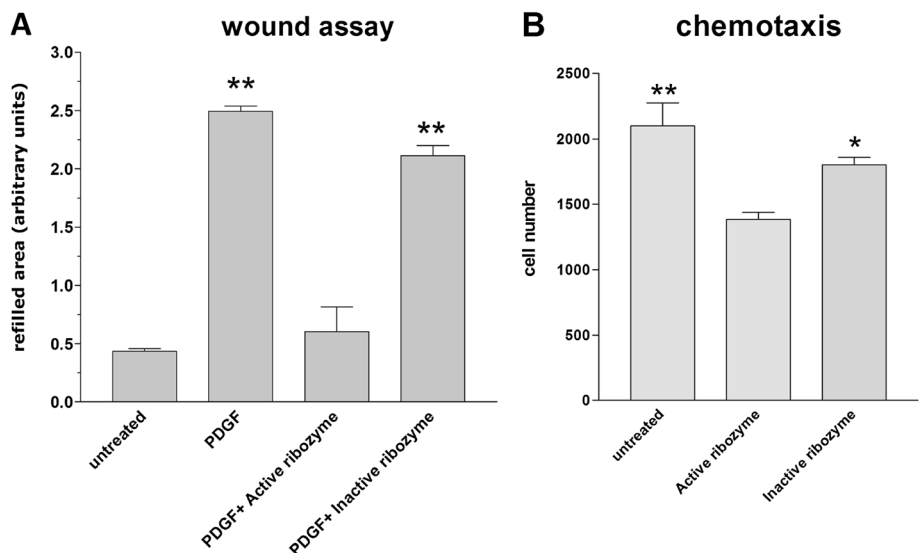 A
wound assay
refilled area (arbitrary units)
3.0
2.5
2.0
1.5
1.0
0.5
0.0
**
**
untreated
PDGF
PDGF+ Active ribozyme
PDGF+ Inactive ribozyme
B
chemotaxis
cell number
2500
2000
1500
1000
500
0
**
*
untreated
Active ribozyme
Inactive ribozyme